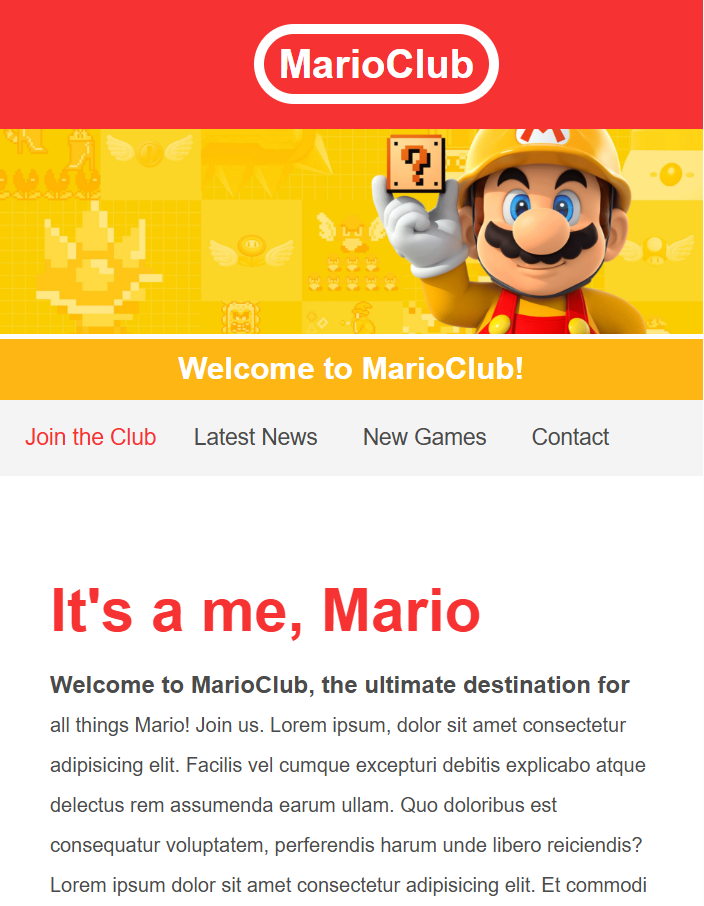 MarioClub
M
?
Welcome to MarioClub!
Join the Club Latest News New Games Contact
It's a me, Mario
Welcome to MarioClub, the ultimate destination for
all things Mario! Join us. Lorem ipsum, dolor sit amet consectetur
adipisicing elit. Facilis vel cumque excepturi debitis explicabo atque
delectus rem assumenda earum ullam. Quo doloribus est
consequatur voluptatem, perferendis harum unde libero reiciendis?
Lorem ipsum dolor sit amet consectetur adipisicing elit. Et commodi